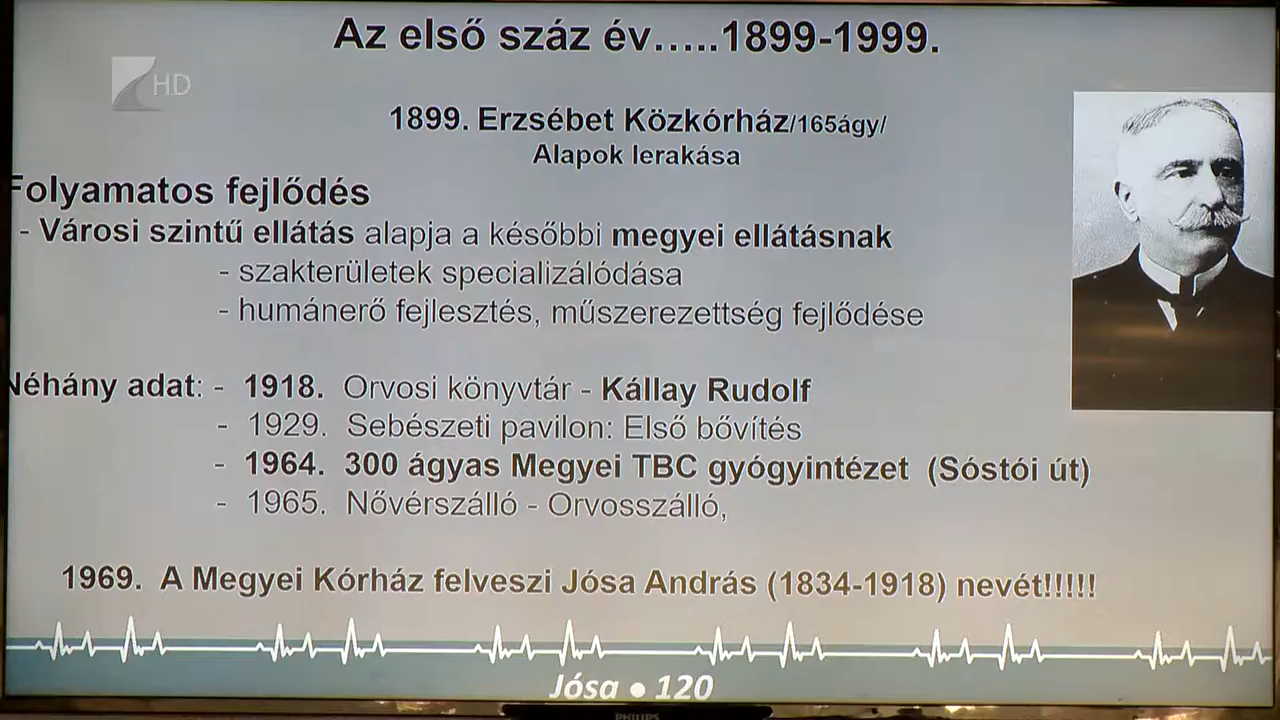 Az első száz év.....1899-1999.
HD
1899. Erzsébet Közkórház/165ágy/
Alapok lerakása
Folyamatos fejlődés
- Városi szintű ellátás alapja a későbbi megyei ellátásnak
- szakterületek specializálódása
- humánerő fejlesztés, műszerezettség fejlődése
Néhány adat: - 1918. Orvosi könyvtár - Kállay Rudolf
- 1929. Sebészeti pavilon: Első bővítés
- 1964. 300 ágyas Megyei TBC gyógyintézet (Sóstói út)
- 1965. Nővérszálló - Orvosszálló,
1969. A Megyei Kórház felveszi Jósa András (1834-1918) nevét!!!!!
Jósa ● 120
PHILIPS